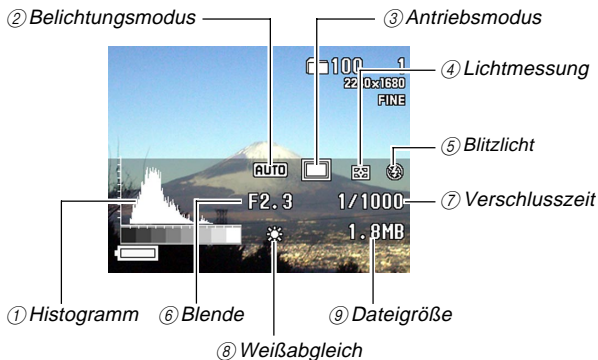 ② Belichtungsmodus
③ Antriebsmodus
100 1
2240x1680
FINE
④ Lichtmessung
⑤ Blitzlicht
AUTO
F2.3
1/1000
⑦ Verschlusszeit
1.8MB
① Histogramm
⑥ Blende
⑨ Dateigröße
⑧ Weißabgleich